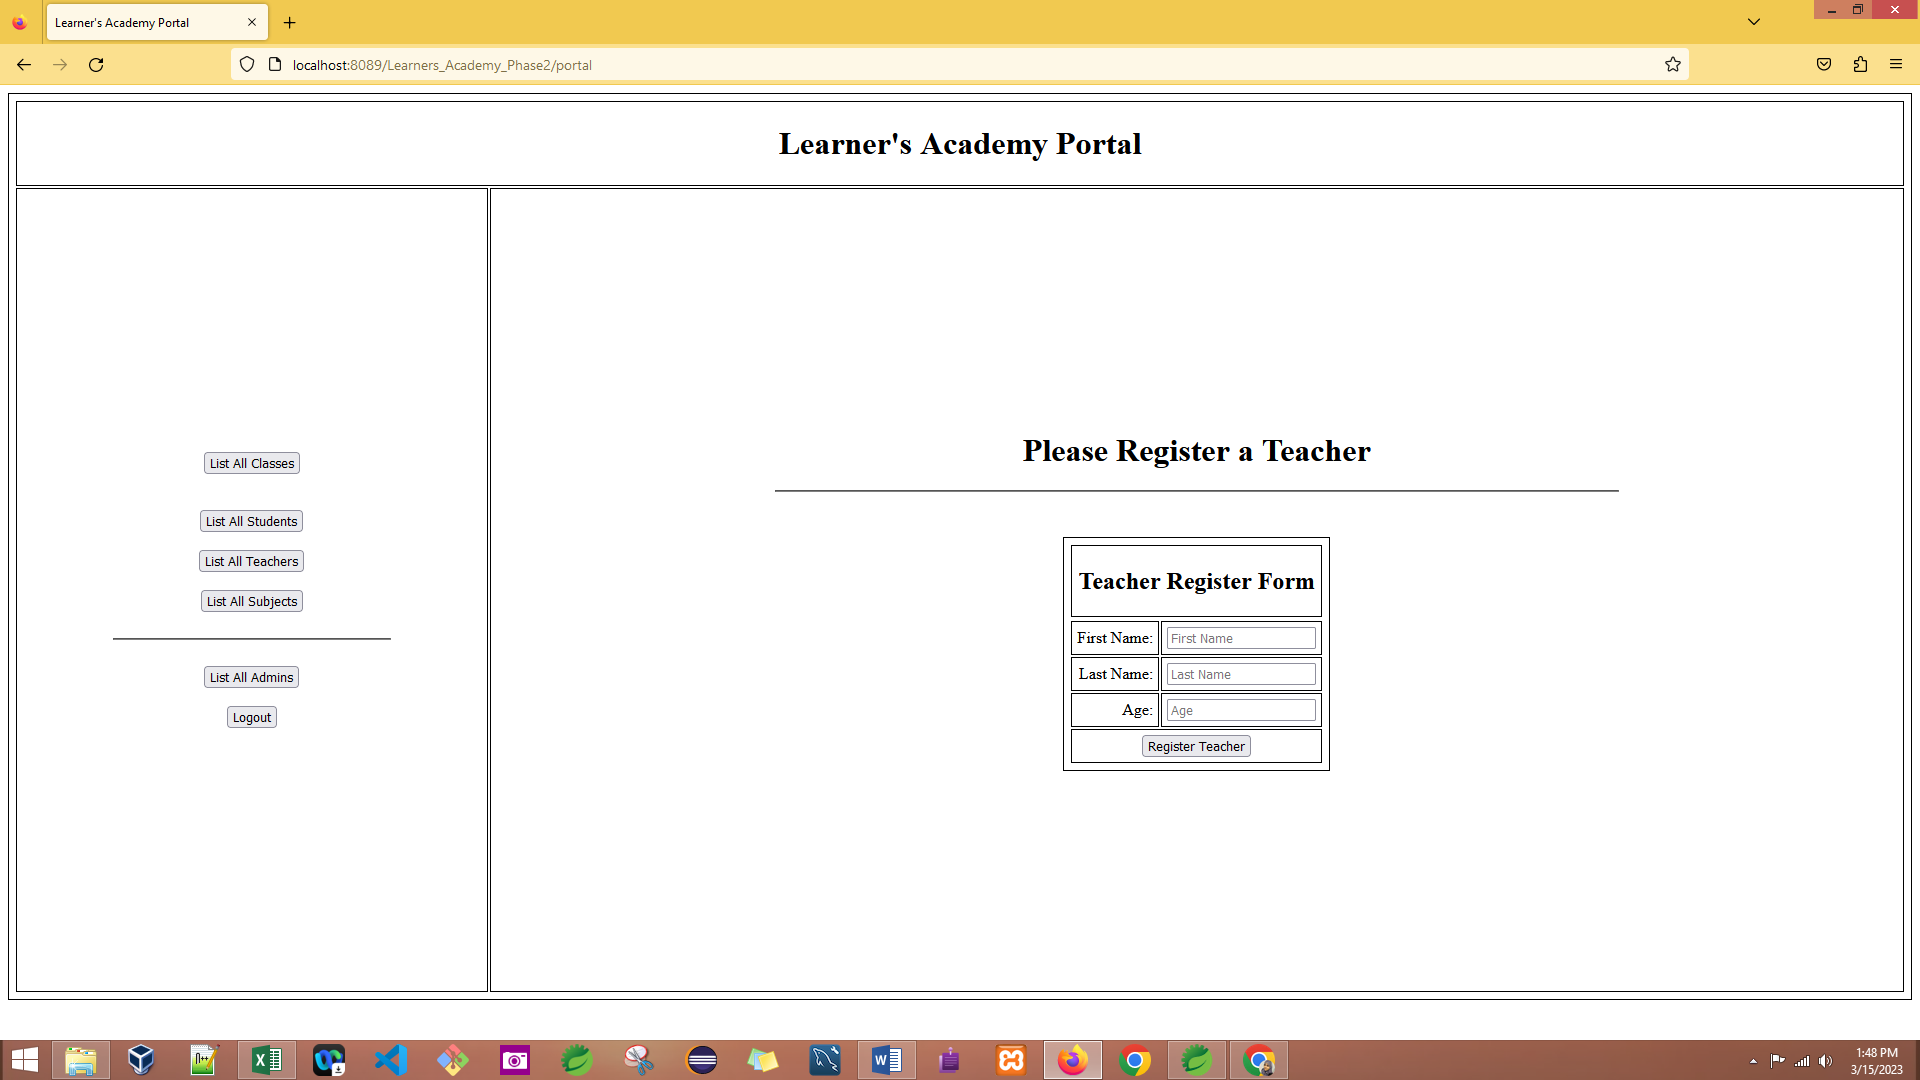 Learner's Academy Portal
localhost:8089/Learners_Academy_Phase2/portal
Learner's Academy Portal
List All Classes
List All Students
List All Teachers
List All Subjects
List All Admins
Logout
Please Register a Teacher
Teacher Register Form
First Name: First Name
Last Name: Last Name
Age: Age
Register Teacher
1:48 PM
3/15/2023